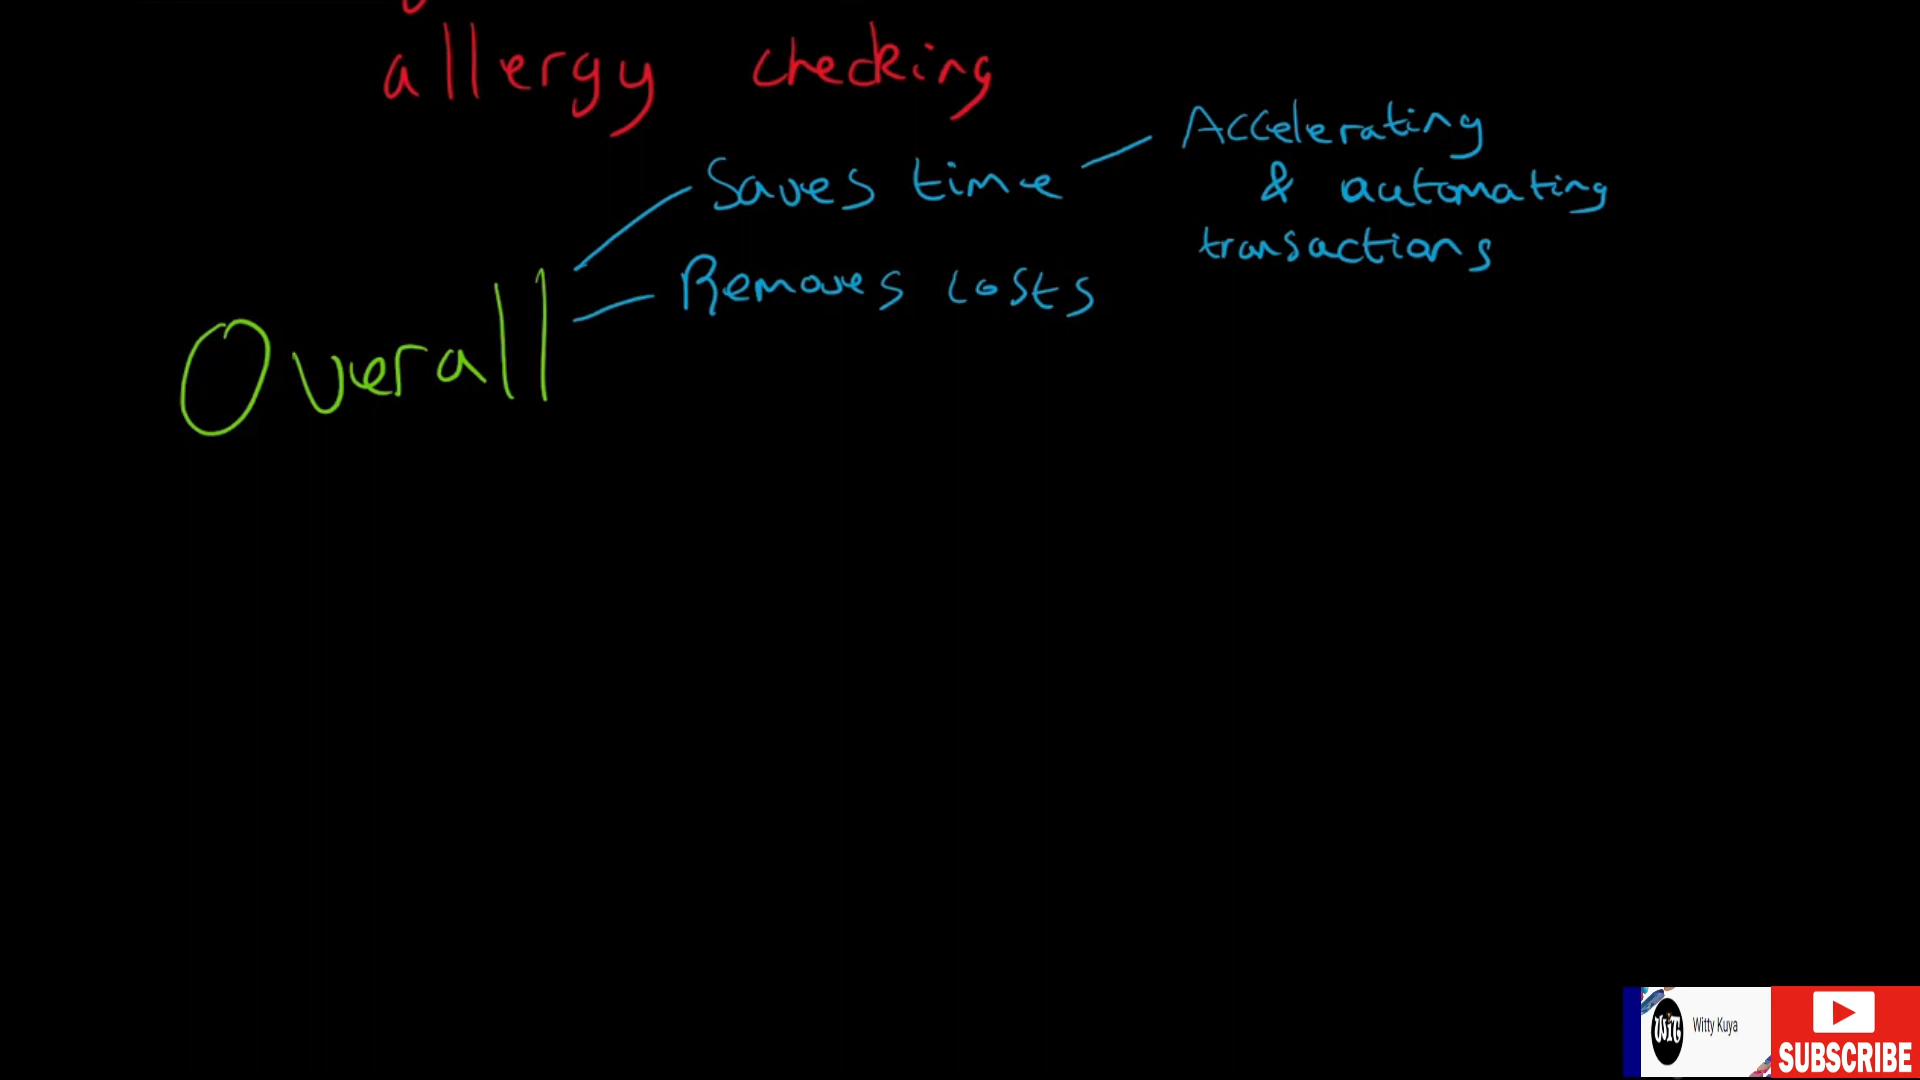 allergy checking
Saves time
Accelerating
& automating
transactions
Removes costs
Overall
Witty Kuya
SUBSCRIBE